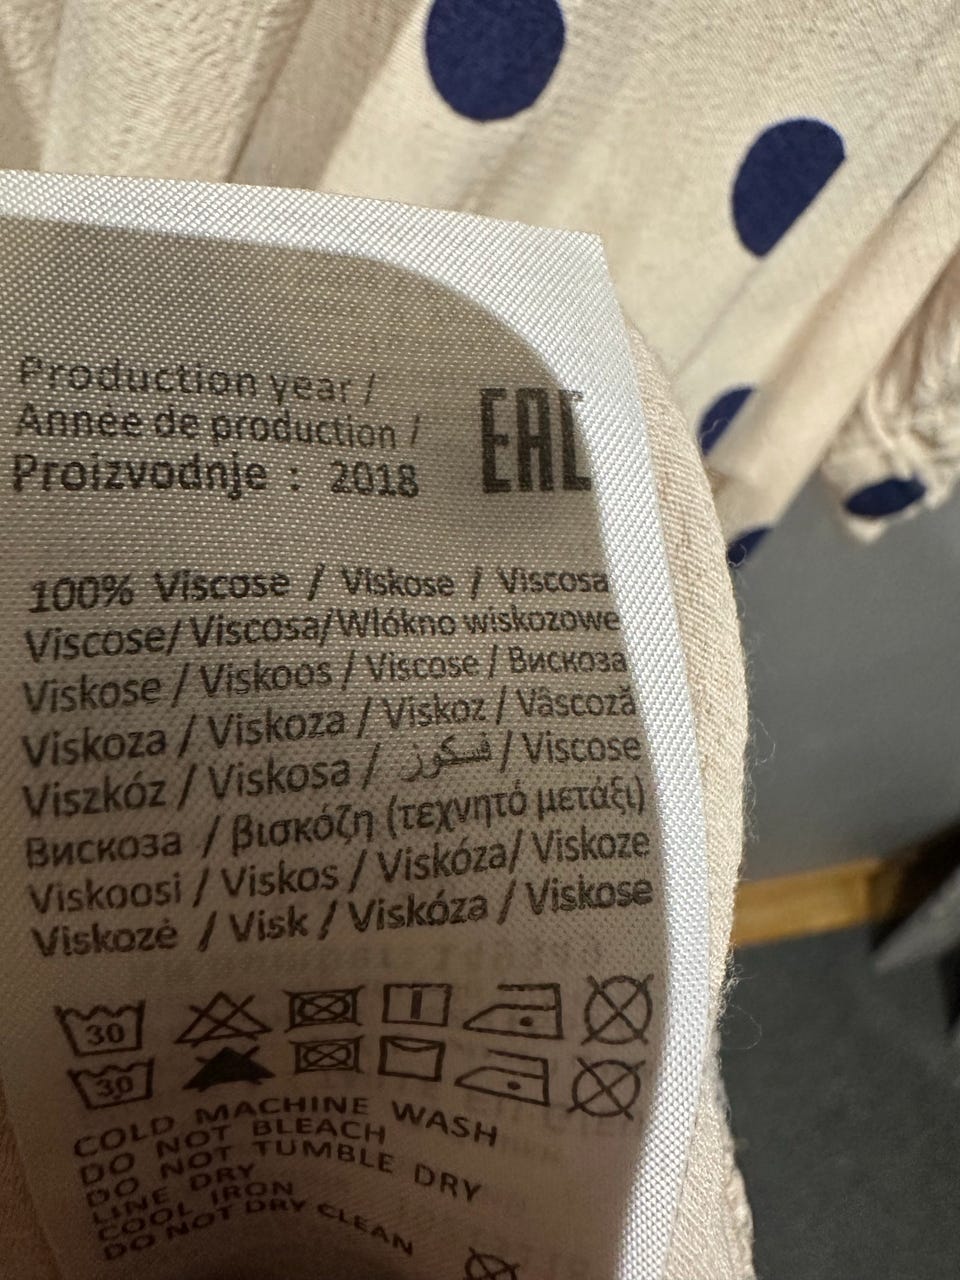 Production year /
Année de production /
Proizvodnje : 2018
EAC
100% Viscose / Viskose / Viscosa
Viscose/ Viscosa/Włókno wiskozowe
Viskose / Viskoos / Viscose / Вискоза
Viskoza / Viskoza / Viskoz / Vâscoză
Viszkóz / Viskosa / فسكوز / Viscose
Вискоза / βισκόζη (τεχνητό μετάξι)
Viskoosi / Viskos / Viskóza/ Viskoze
Viskozė / Visk / Viskóza / Viskose
30
30
COLD MACHINE WASH
DO NOT BLEACH
DO NOT TUMBLE DRY
LINE DRY
COOL IRON
DO NOT DRY CLEAN